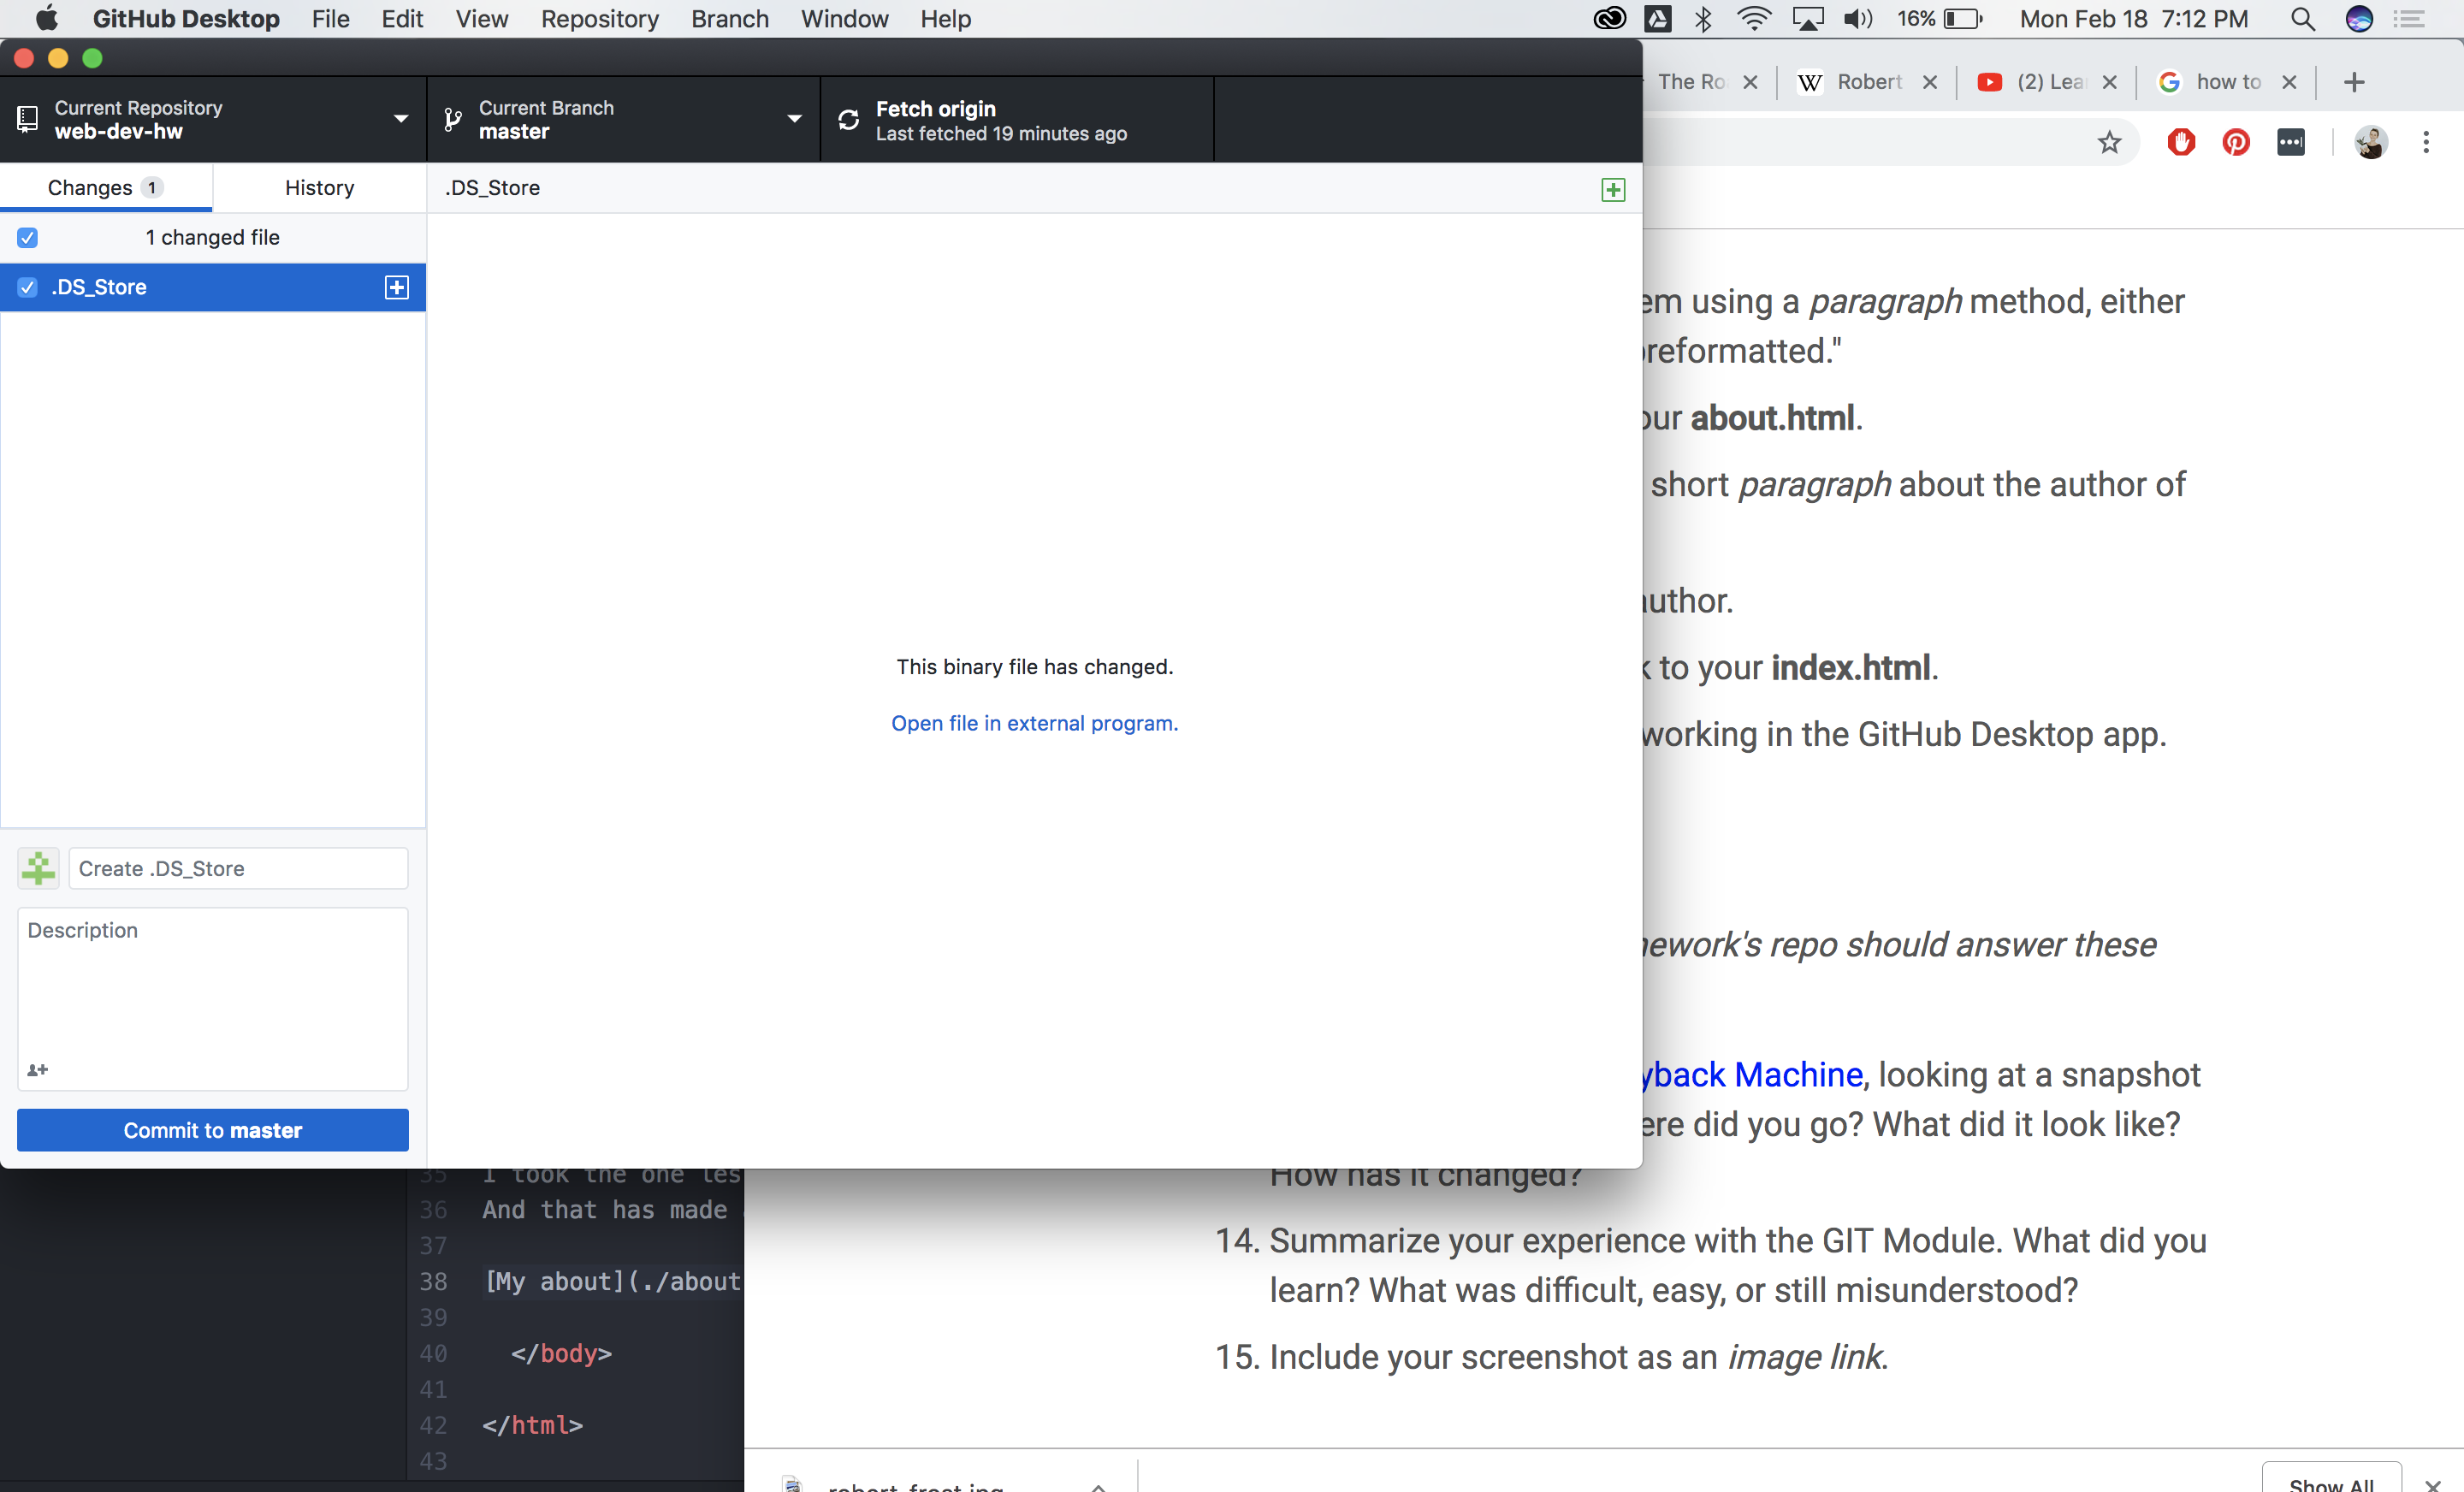 GitHub Desktop File Edit View Repository Branch Window Help 16% Mon Feb 18 7:12 PM
The Ro W Robert (2) Lea how to
Current Repository
web-dev-hw
Current Branch
master
Fetch origin
Last fetched 19 minutes ago
Changes 1 History
.DS_Store
1 changed file
.DS_Store
This binary file has changed.
Open file in external program.
Create .DS_Store
Description
Commit to master
em using a paragraph method, either
preformatted."
our about.html.
short paragraph about the author of
author.
k to your index.html.
working in the GitHub Desktop app.
nework's repo should answer these
yback Machine, looking at a snapshot
ere did you go? What did it look like?
How has it changed?
14. Summarize your experience with the GIT Module. What did you
learn? What was difficult, easy, or still misunderstood?
15. Include your screenshot as an image link.
35 I took the one les
36 And that has made
37
38 [My about](./about
39
40 </body>
41
42 </html>
43
robert_frost.jpg
Show All